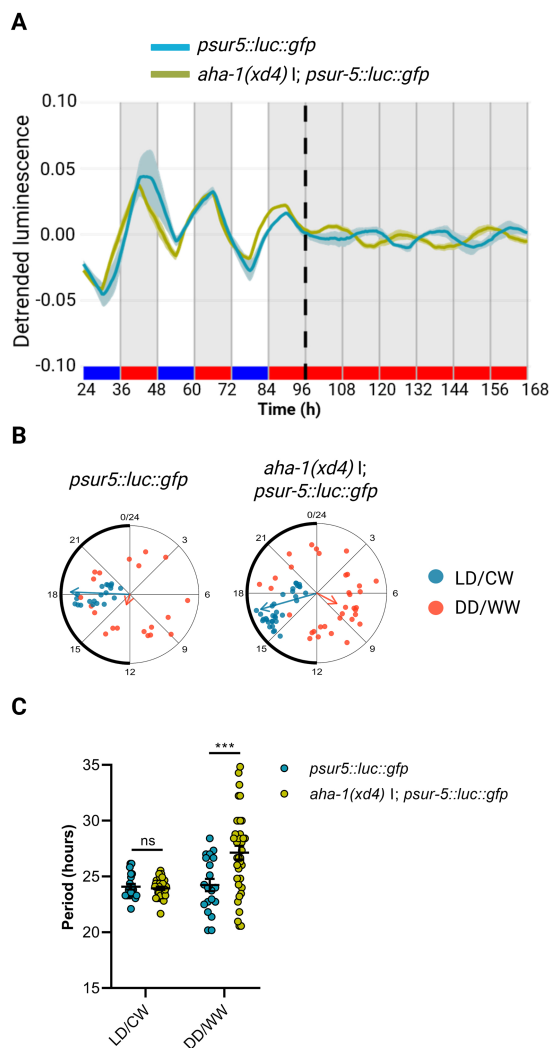 A
psur5::luc::gfp
aha-1(xd4) I; psur-5::luc::gfp
Detrended luminescence
0.10
0.05
0.00
-0.05
-0.10
24 36 48 60 72 84 96 108 120 132 144 156 168
Time (h)
B
psur5::luc::gfp
aha-1(xd4) I;
psur-5::luc::gfp
0/24
3
6
9
12
15
18
21
0/24
3
6
9
12
15
18
21
LD/CW
DD/WW
C
psur5::luc::gfp
aha-1(xd4) I; psur-5::luc::gfp
Period (hours)
35
30
25
20
15
ns
***
LD/CW
DD/WW